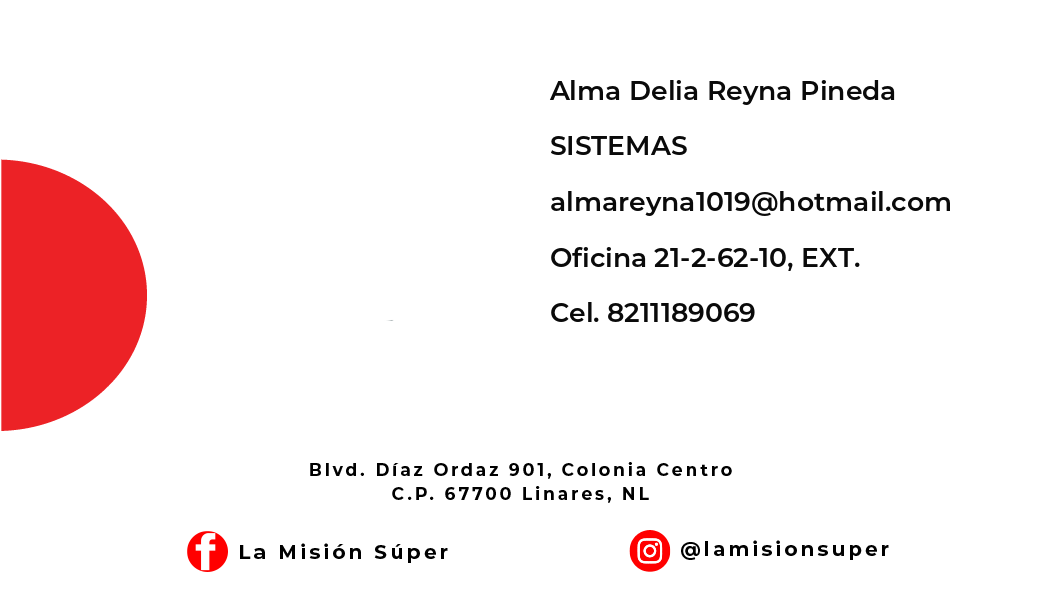 Alma Delia Reyna Pineda
SISTEMAS
almareyna1019@hotmail.com
Oficina 21-2-62-10, EXT.
Cel. 8211189069
Blvd. Díaz Ordaz 901, Colonia Centro
C.P. 67700 Linares, NL
La Misión Súper
@lamisionsuper